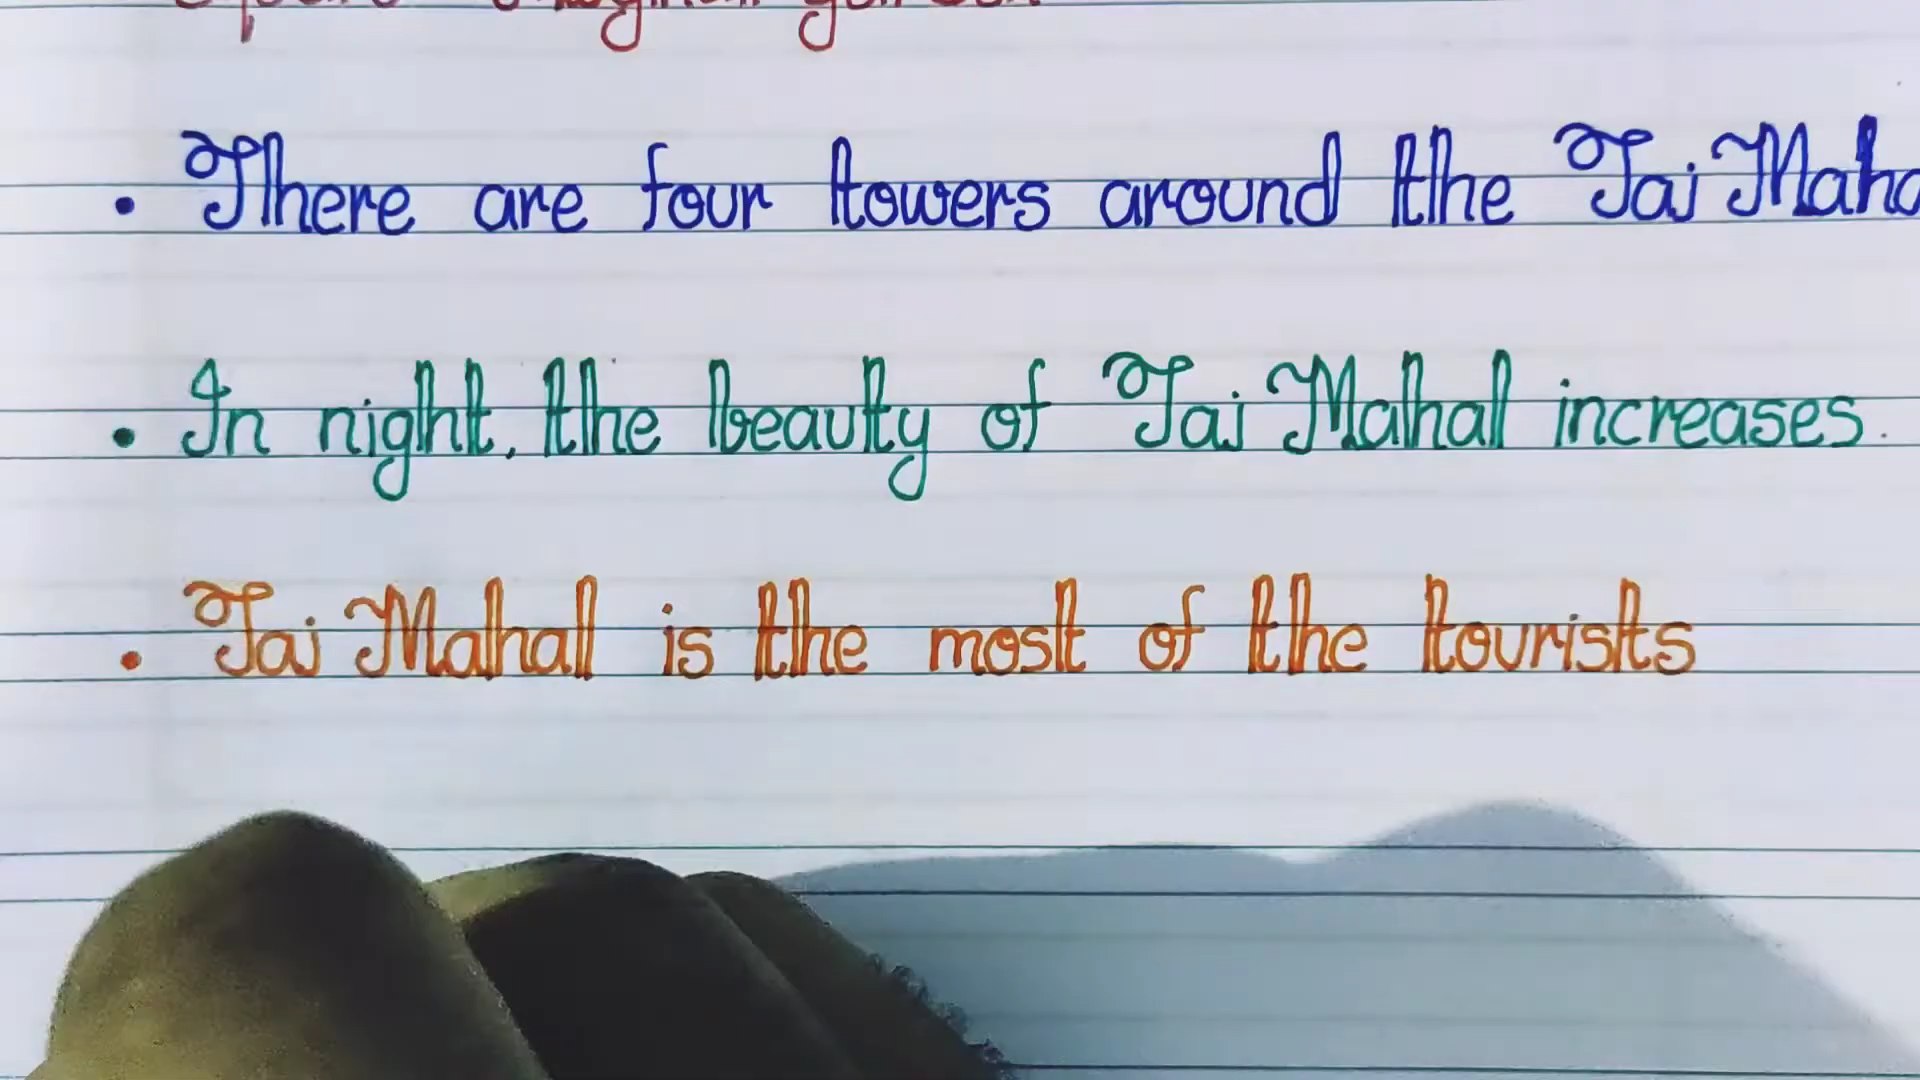 • There are four towers around the Taj Maha
• In night, the beauty of Taj Mahal increases.
• Taj Mahal is the most of the tourists